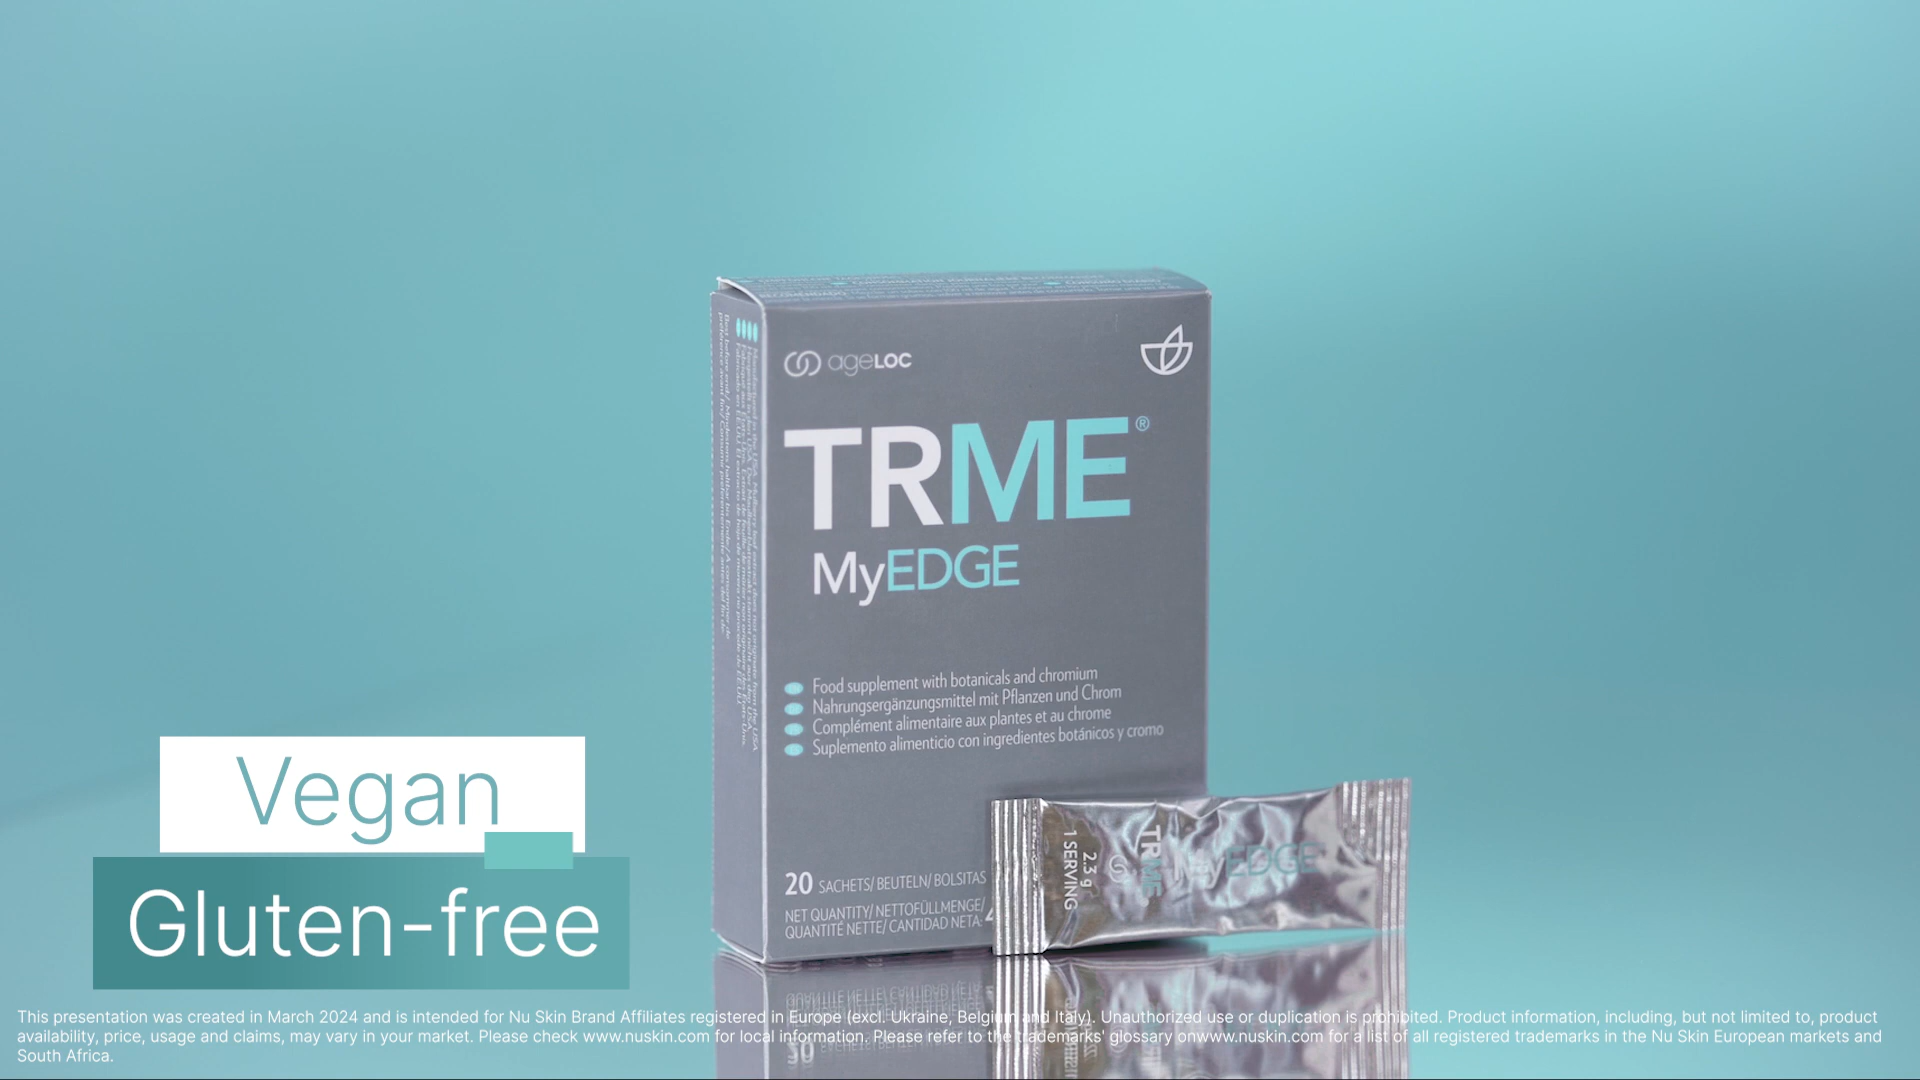 ageLOC
TRME®
MyEDGE
Food supplement with botanicals and chromium
Nahrungsergänzungsmittel mit Pflanzen und Chrom
Complément alimentaire aux plantes et au chrome
Suplemento alimenticio con ingredientes botánicos y cromo
20 SACHETS/ BEUTELN/ BOLSITAS
NET QUANTITY/ NETTOFÜLLMENGE/
QUANTITÉ NETTE/ CANTIDAD NETA:
TRME MyEDGE
2.3 g
1 SERVING
Vegan
Gluten-free
This presentation was created in March 2024 and is intended for Nu Skin Brand Affiliates registered in Europe (excl. Ukraine, Belgium and Italy). Unauthorized use or duplication is prohibited. Product information, including, but not limited to, product
availability, price, usage and claims, may vary in your market. Please check www.nuskin.com for local information. Please refer to the trademarks' glossary onwww.nuskin.com for a list of all registered trademarks in the Nu Skin European markets and
South Africa.